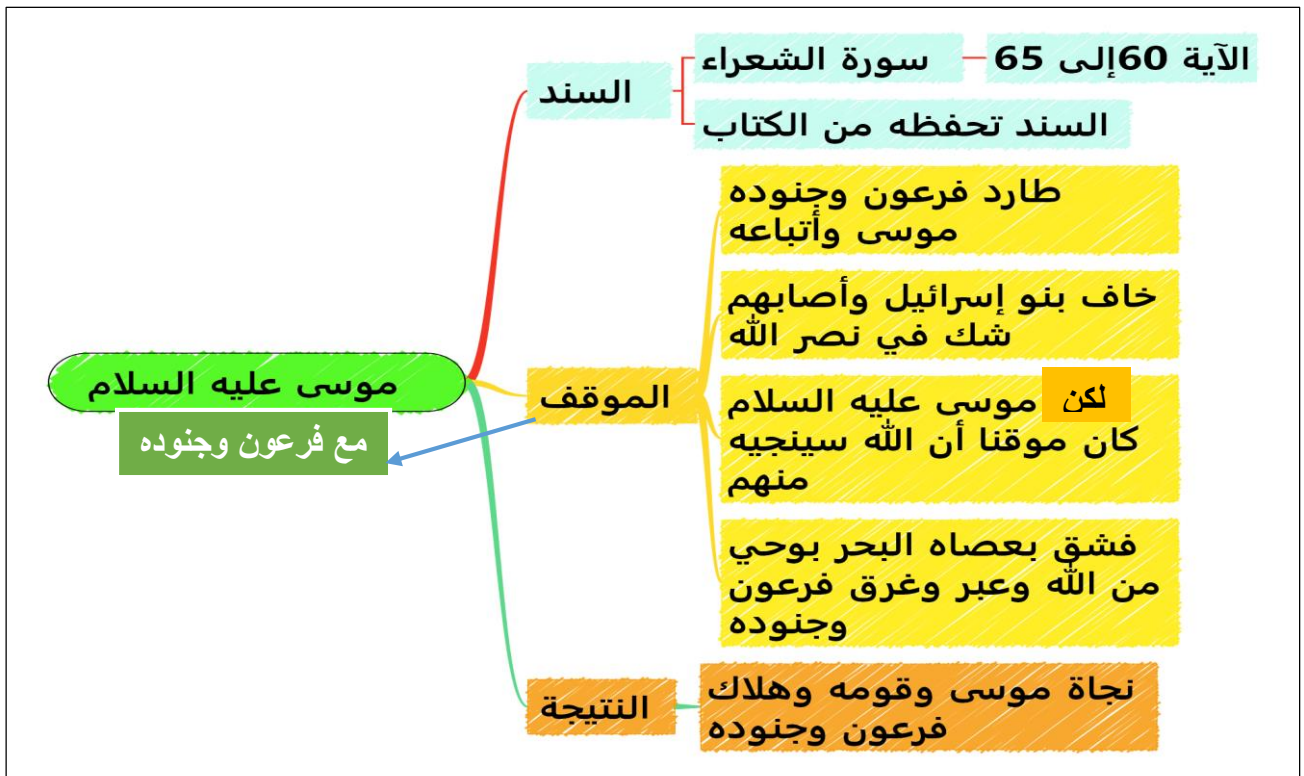 موسى عليه السلام
مع فرعون وجنوده
السند
سورة الشعراء
الآية 60إلى 65
السند تحفظه من الكتاب
الموقف
طارد فرعون وجنوده
موسى وأتباعه
خاف بنو إسرائيل وأصابهم
شك في نصر الله
لكن موسى عليه السلام
كان موقنا أن الله سينجيه
منهم
فشق بعصاه البحر بوحي
من الله وعبر وغرق فرعون
وجنوده
النتيجة
نجاة موسى وقومه وهلاك
فرعون وجنوده